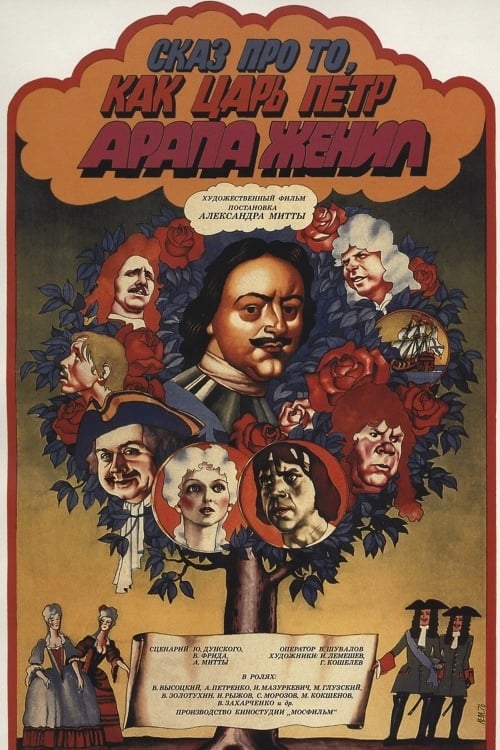 СКАЗ ПРО ТО,
КАК ЦАРЬ ПЕТР
АРАПА ЖЕНИЛ
ХУДОЖЕСТВЕННЫЙ ФИЛЬМ
ПОСТАНОВКА
АЛЕКСАНДРА МИТТЫ
СЦЕНАРИЙ Ю. ДУНСКОГО,
В. ФРИДА,
А. МИТТЫ
ОПЕРАТОР В. ШУВАЛОВ
ХУДОЖНИКИ: И. ЛЕМЕШЕВ,
Г. КОШЕЛЕВ
В РОЛЯХ:
В. ВЫСОЦКИЙ, А. ПЕТРЕНКО, И. МАЗУРКЕВИЧ, М. ГЛУЗСКИЙ,
В. ЗОЛОТУХИН, И. РЫЖОВ, С. МОРОЗОВ, М. КОКШЕНОВ,
В. ЗАХАРЧЕНКО и др.
ПРОИЗВОДСТВО КИНОСТУДИИ „МОСФИЛЬМ"